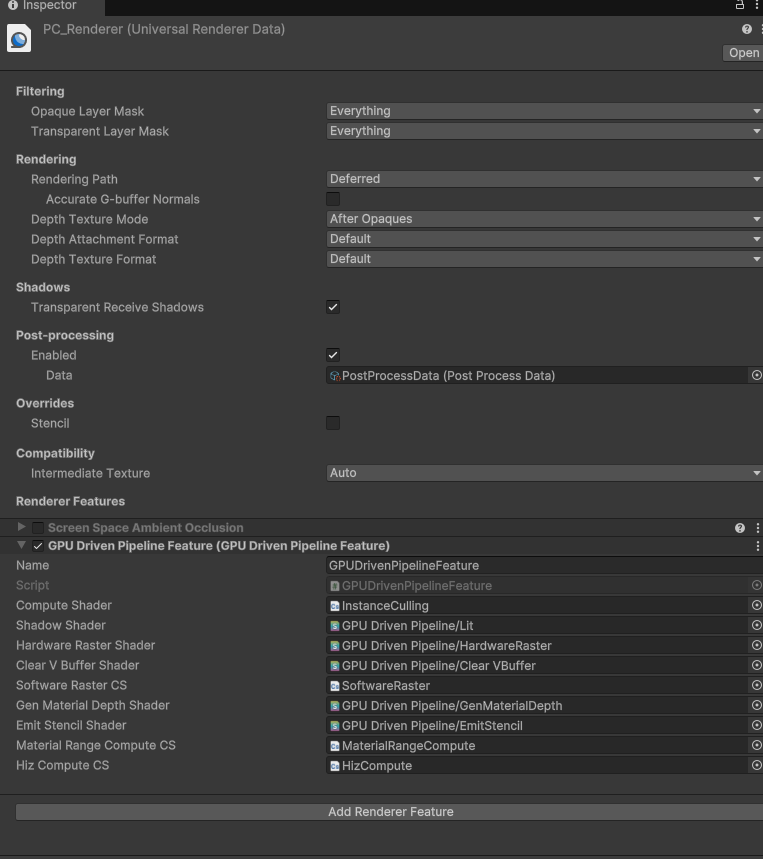 Inspector
PC_Renderer (Universal Renderer Data)
Open
Filtering
Opaque Layer Mask Everything
Transparent Layer Mask Everything
Rendering
Rendering Path Deferred
Accurate G-buffer Normals
Depth Texture Mode After Opaques
Depth Attachment Format Default
Depth Texture Format Default
Shadows
Transparent Receive Shadows
Post-processing
Enabled
Data PostProcessData (Post Process Data)
Overrides
Stencil
Compatibility
Intermediate Texture Auto
Renderer Features
Screen Space Ambient Occlusion
GPU Driven Pipeline Feature (GPU Driven Pipeline Feature)
Name GPUDrivenPipelineFeature
Script GPUDrivenPipelineFeature
Compute Shader InstanceCulling
Shadow Shader GPU Driven Pipeline/Lit
Hardware Raster Shader GPU Driven Pipeline/HardwareRaster
Clear V Buffer Shader GPU Driven Pipeline/Clear VBuffer
Software Raster CS SoftwareRaster
Gen Material Depth Shader GPU Driven Pipeline/GenMaterialDepth
Emit Stencil Shader GPU Driven Pipeline/EmitStencil
Material Range Compute CS MaterialRangeCompute
Hiz Compute CS HizCompute
Add Renderer Feature